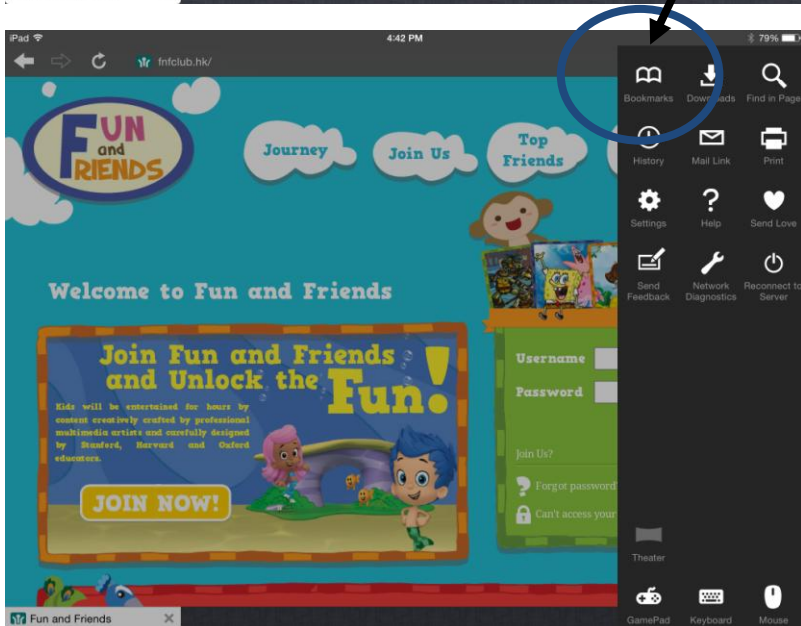 iPad
4:42 PM
79%
fnfclub.hk/
Bookmarks
Downloads
Find in Page
FUN
and
FRIENDS
Journey
Join Us
Top
Friends
History
Mail Link
Print
Settings
Help
Send Love
Send
Feedback
Network
Diagnostics
Reconnect to
Server
Welcome to Fun and Friends
Join Fun and Friends
and Unlock the Fun!
Kids will be entertained for hours by
content creatively crafted by professional
multimedia artists and carefully designed
by Stanford, Harvard and Oxford
educators.
JOIN NOW!
Username
Password
Join Us?
Forgot password
Can't access your
Theater
GamePad
Keyboard
Mouse
Fun and Friends